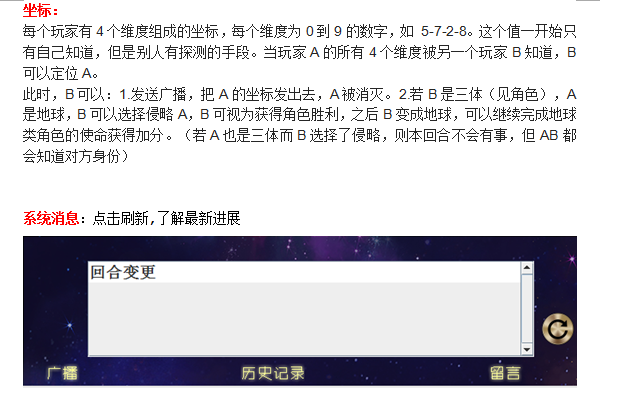 坐标：
每个玩家有 4 个维度组成的坐标，每个维度为 0 到 9 的数字，如 5-7-2-8。这个值一开始只
有自己知道，但是别人有探测的手段。当玩家 A 的所有 4 个维度被另一个玩家 B 知道，B
可以定位 A。
此时，B 可以：1.发送广播，把 A 的坐标发出去，A 被消灭。2.若 B 是三体（见角色），A
是地球，B 可以选择侵略 A，B 可视为获得角色胜利，之后 B 变成地球，可以继续完成地球
类角色的使命获得加分。（若 A 也是三体而 B 选择了侵略，则本回合不会有事，但 AB 都
会知道对方身份）
系统消息：点击刷新,了解最新进展
回合变更
广播 历史记录 留言